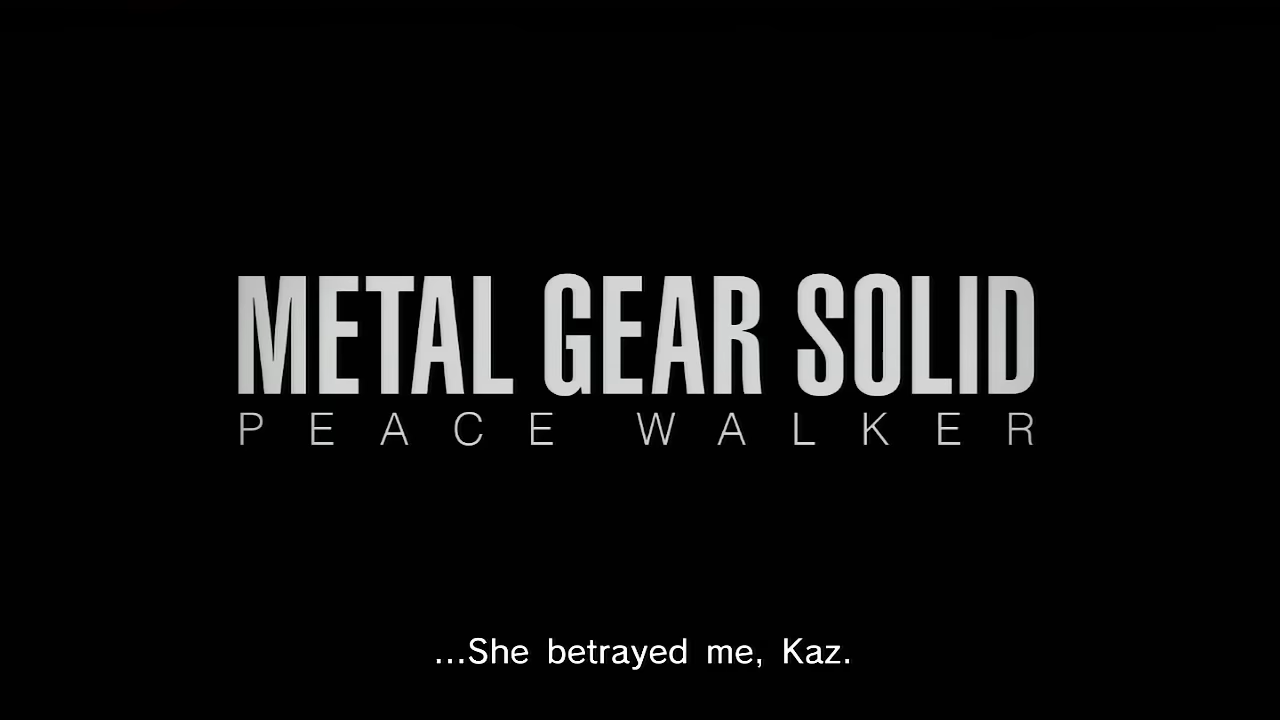 METAL GEAR SOLID
PEACE WALKER
...She betrayed me, Kaz.